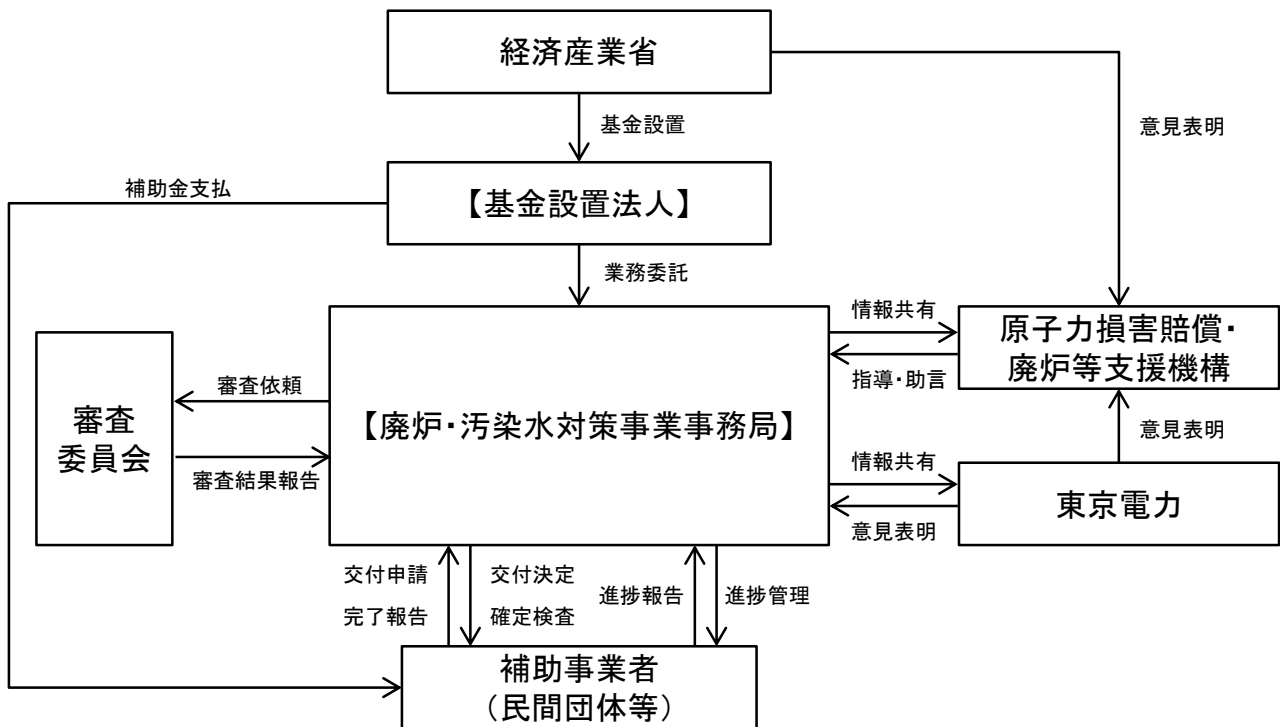 経済産業省
基金設置
意見表明
補助金支払
【基金設置法人】
業務委託
情報共有
原子力損害賠償・
廃炉等支援機構
指導・助言
審査依頼
審査
委員会
【廃炉・汚染水対策事業事務局】
意見表明
審査結果報告
情報共有
東京電力
意見表明
交付申請
完了報告
交付決定
確定検査
進捗報告
進捗管理
補助事業者
（民間団体等）